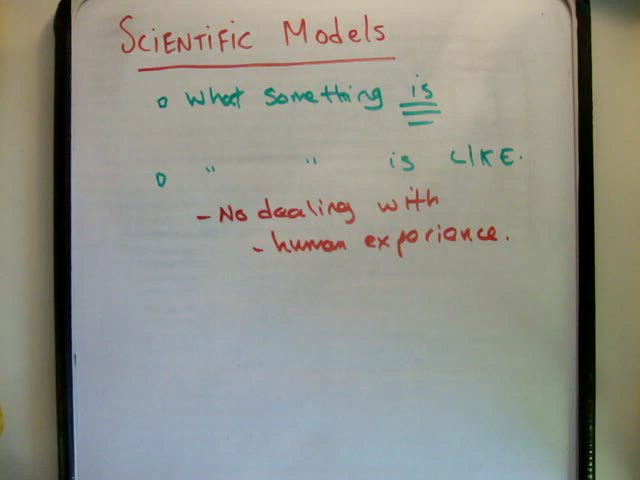 Scientific Models
o What something is
o " " is LIKE.
- No dealing with
- human experience.